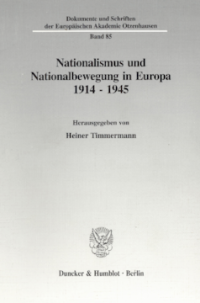 Dokumente und Schriften
der Europäischen Akademie Otzenhausen
Band 85
Nationalismus und
Nationalbewegung in Europa
1914 - 1945
Herausgegeben von
Heiner Timmermann
Duncker & Humblot · Berlin